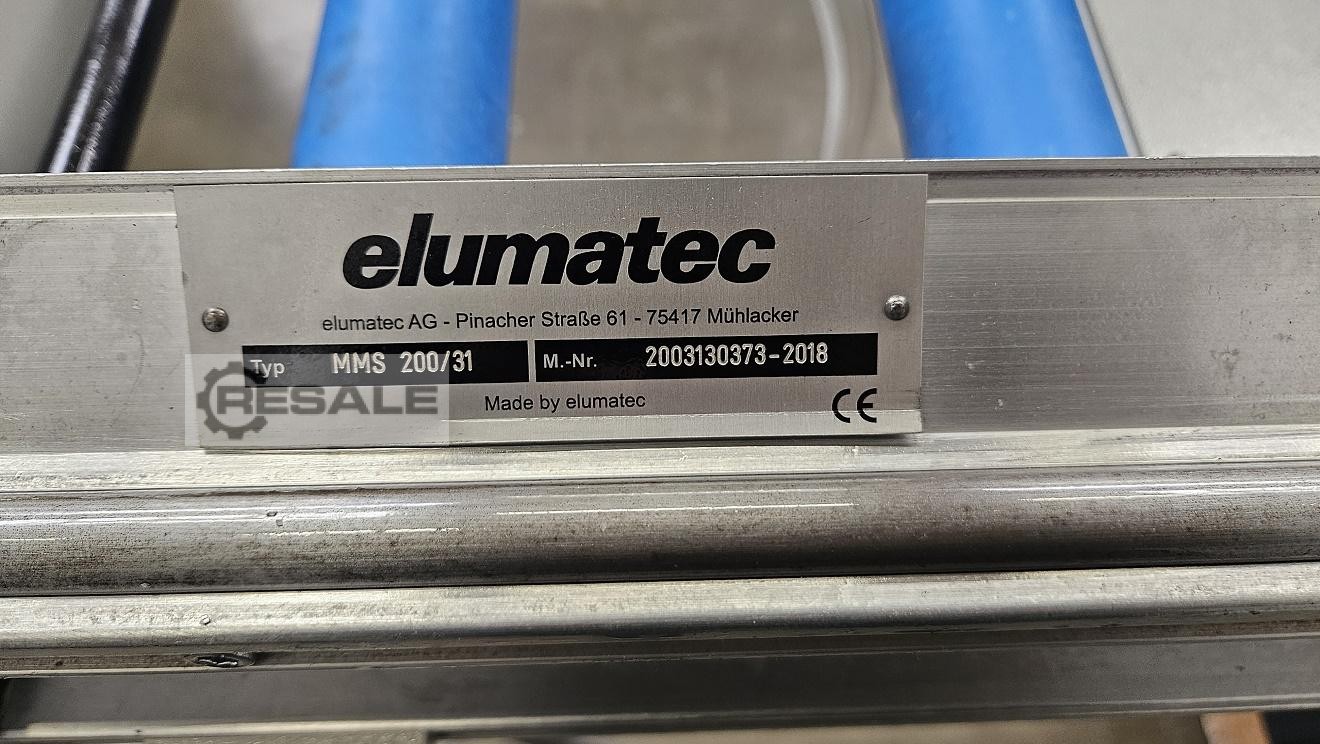 elumatec
elumatec AG - Pinacher Straße 61 - 75417 Mühlacker
Typ MMS 200/31 M.-Nr. 2003130373-2018
RESALE
Made by elumatec CE